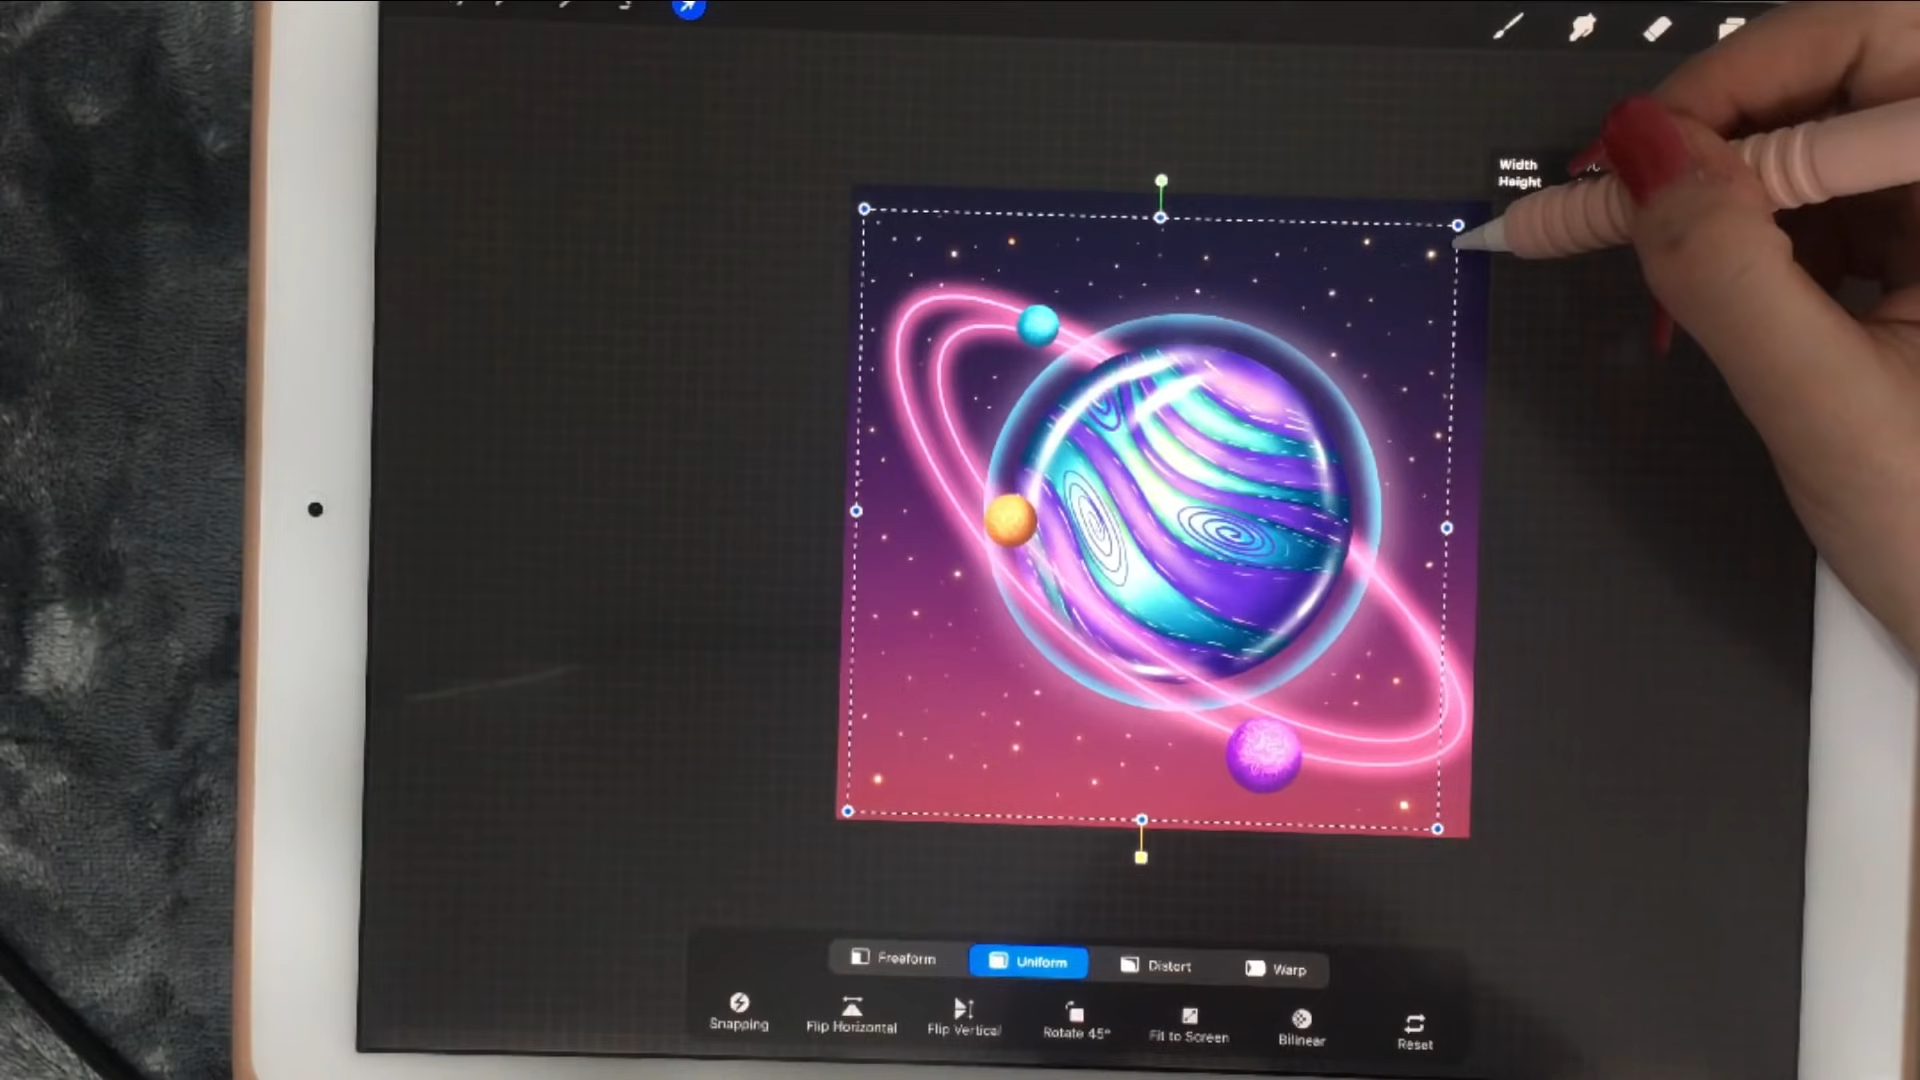 Width
Height
Freeform
Uniform
Distort
Warp
Snapping
Flip Horizontal
Flip Vertical
Rotate 45°
Fit to Screen
Bilinear
Reset